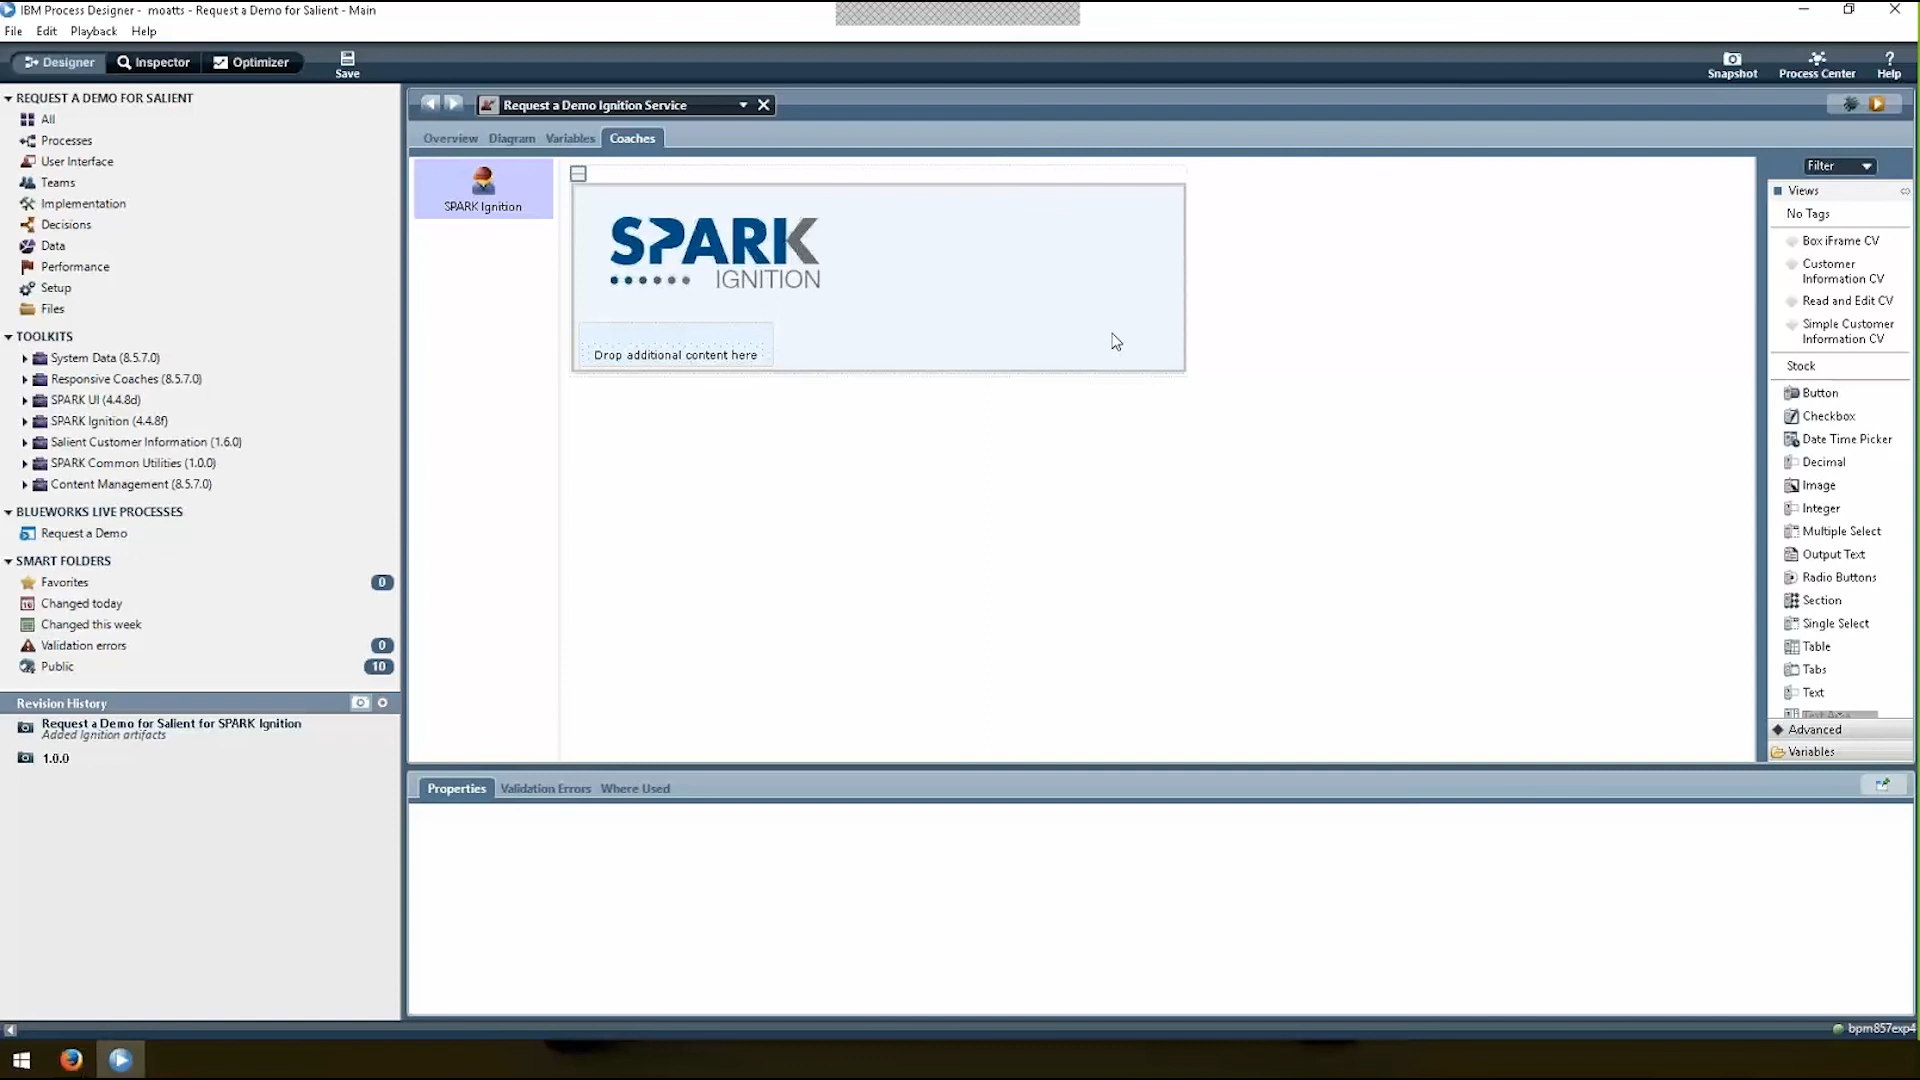 IBM Process Designer - moatts - Request a Demo for Salient - Main
File Edit Playback Help
Designer Inspector Optimizer
Save
Snapshot Process Center Help
REQUEST A DEMO FOR SALIENT
All
Processes
User Interface
Teams
Implementation
Decisions
Data
Performance
Setup
Files
TOOLKITS
System Data (8.5.7.0)
Responsive Coaches (8.5.7.0)
SPARK UI (4.4.8d)
SPARK Ignition (4.4.8f)
Salient Customer Information (1.6.0)
SPARK Common Utilities (1.0.0)
Content Management (8.5.7.0)
BLUEWORKS LIVE PROCESSES
Request a Demo
SMART FOLDERS
Favorites 0
Changed today
Changed this week
Validation errors 0
Public 10
Revision History
Request a Demo for Salient for SPARK Ignition
Added Ignition artifacts
1.0.0
Request a Demo Ignition Service
Overview Diagram Variables Coaches
SPARK Ignition
SPARK
IGNITION
Drop additional content here
Filter
Views
No Tags
Box iFrame CV
Customer
Information CV
Read and Edit CV
Simple Customer
Information CV
Stock
Button
Checkbox
Date Time Picker
Decimal
Image
Integer
Multiple Select
Output Text
Radio Buttons
Section
Single Select
Table
Tabs
Text
Text Area
Advanced
Variables
Properties Validation Errors Where Used
bpm857exp4